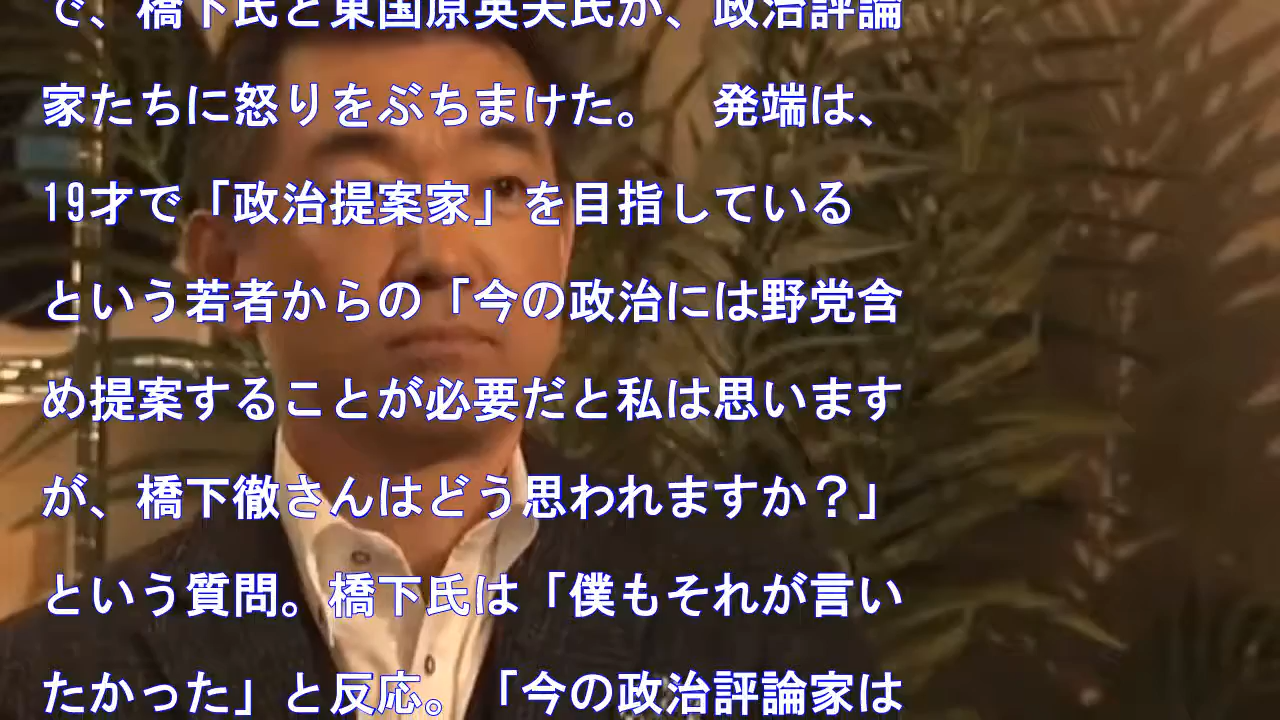 で、橋下氏と東国原英夫氏が、政治評論
家たちに怒りをぶちまけた。　発端は、
19才で「政治提案家」を目指している
という若者からの「今の政治には野党含
め提案することが必要だと私は思います
が、橋下徹さんはどう思われますか？」
という質問。橋下氏は「僕もそれが言い
たかった」と反応。「今の政治評論家は